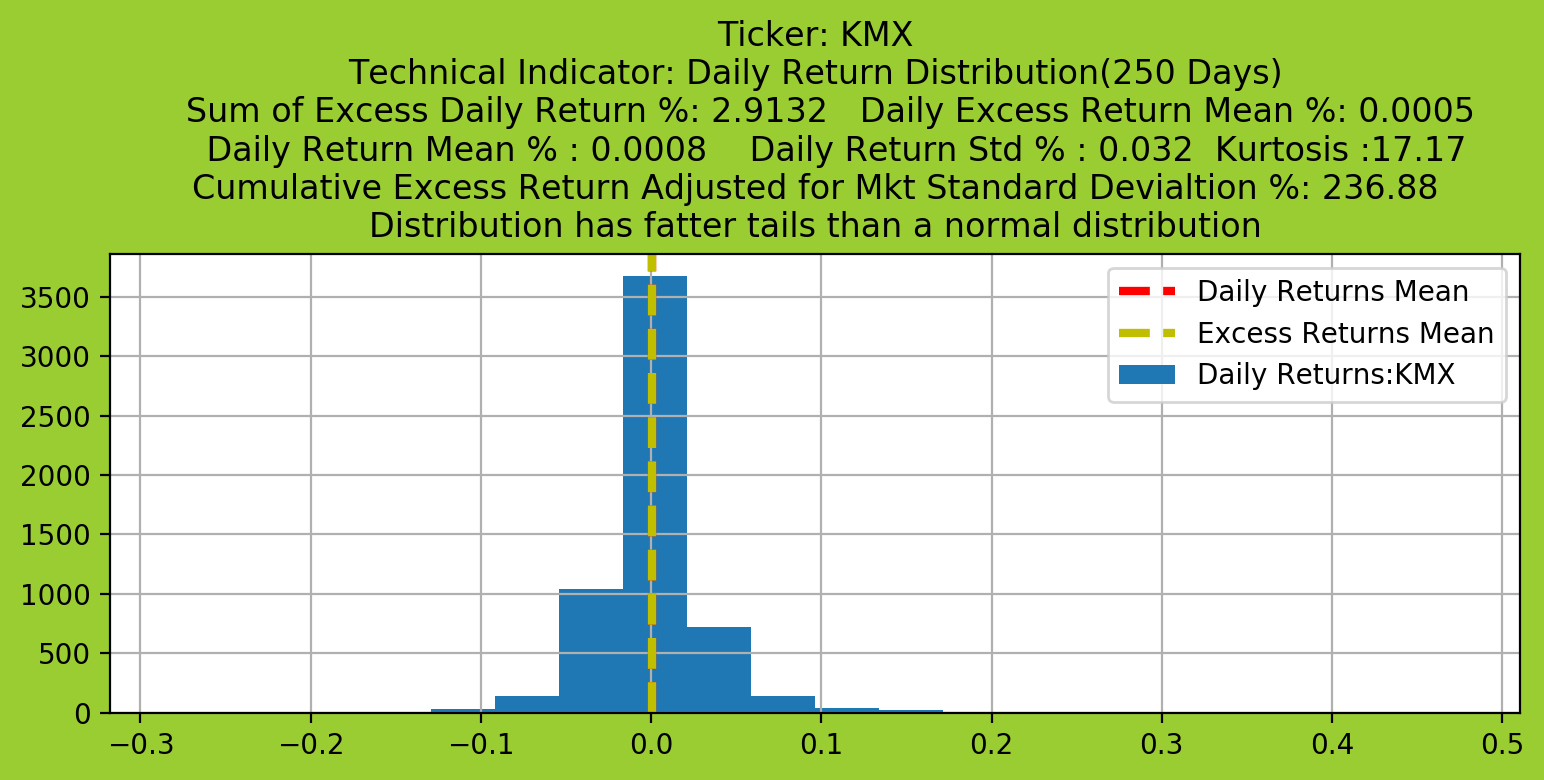 Ticker: KMX
Technical Indicator: Daily Return Distribution(250 Days)
Sum of Excess Daily Return %: 2.9132   Daily Excess Return Mean %: 0.0005
Daily Return Mean % : 0.0008    Daily Return Std % : 0.032  Kurtosis :17.17
Cumulative Excess Return Adjusted for Mkt Standard Devialtion %: 236.88
Distribution has fatter tails than a normal distribution
Daily Returns Mean
Excess Returns Mean
Daily Returns:KMX
3500
3000
2500
2000
1500
1000
500
0
−0.3 −0.2 −0.1 0.0 0.1 0.2 0.3 0.4 0.5